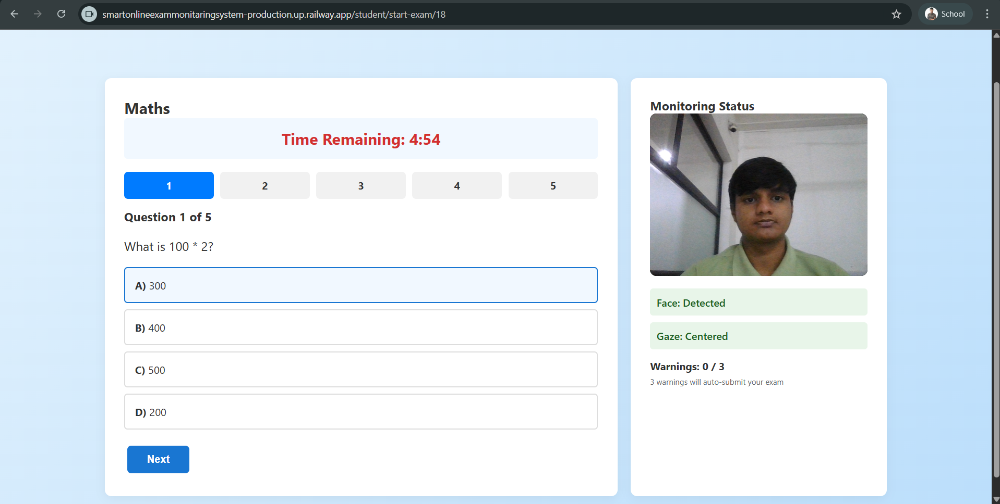 smartonlineexammonitaringsystem-production.up.railway.app/student/start-exam/18
School
Maths
Time Remaining: 4:54
1
2
3
4
5
Question 1 of 5
What is 100 * 2?
A) 300
B) 400
C) 500
D) 200
Next
Monitoring Status
Face: Detected
Gaze: Centered
Warnings: 0 / 3
3 warnings will auto-submit your exam